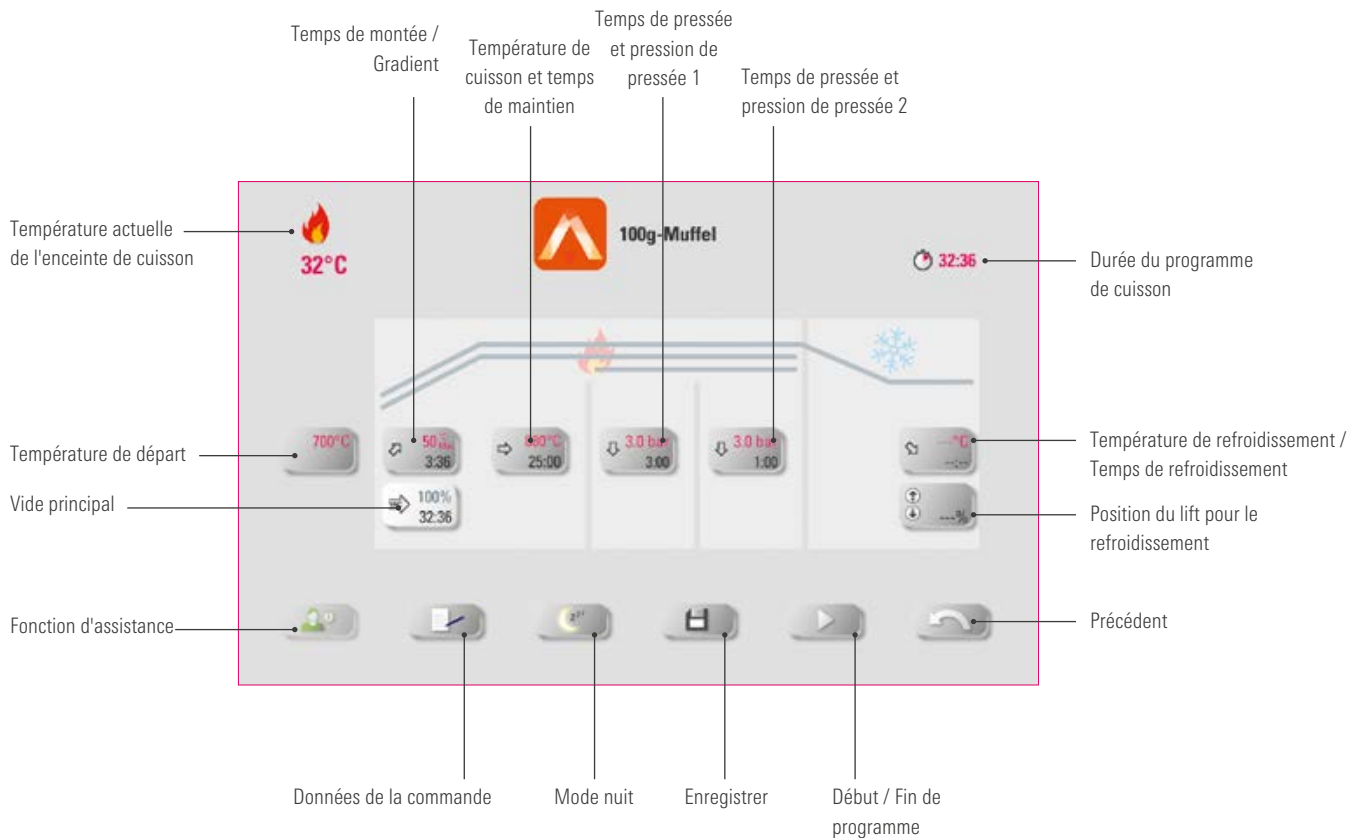 Temps de montée /
Gradient
Température de
cuisson et temps
de maintien
Temps de pressée
et pression de
pressée 1
Temps de pressée et
pression de pressée 2
Température actuelle
de l'enceinte de cuisson
32°C
100g-Muffel
32:36
Durée du programme
de cuisson
Température de départ
700°C
50
3:36
25:00
3.0 bar
3:00
3.0 bar
1:00
--°C
--:--
Température de refroidissement /
Temps de refroidissement
Vide principal
100%
32:36
---%
Position du lift pour le
refroidissement
Fonction d'assistance
Précédent
Données de la commande
Mode nuit
Enregistrer
Début / Fin de
programme